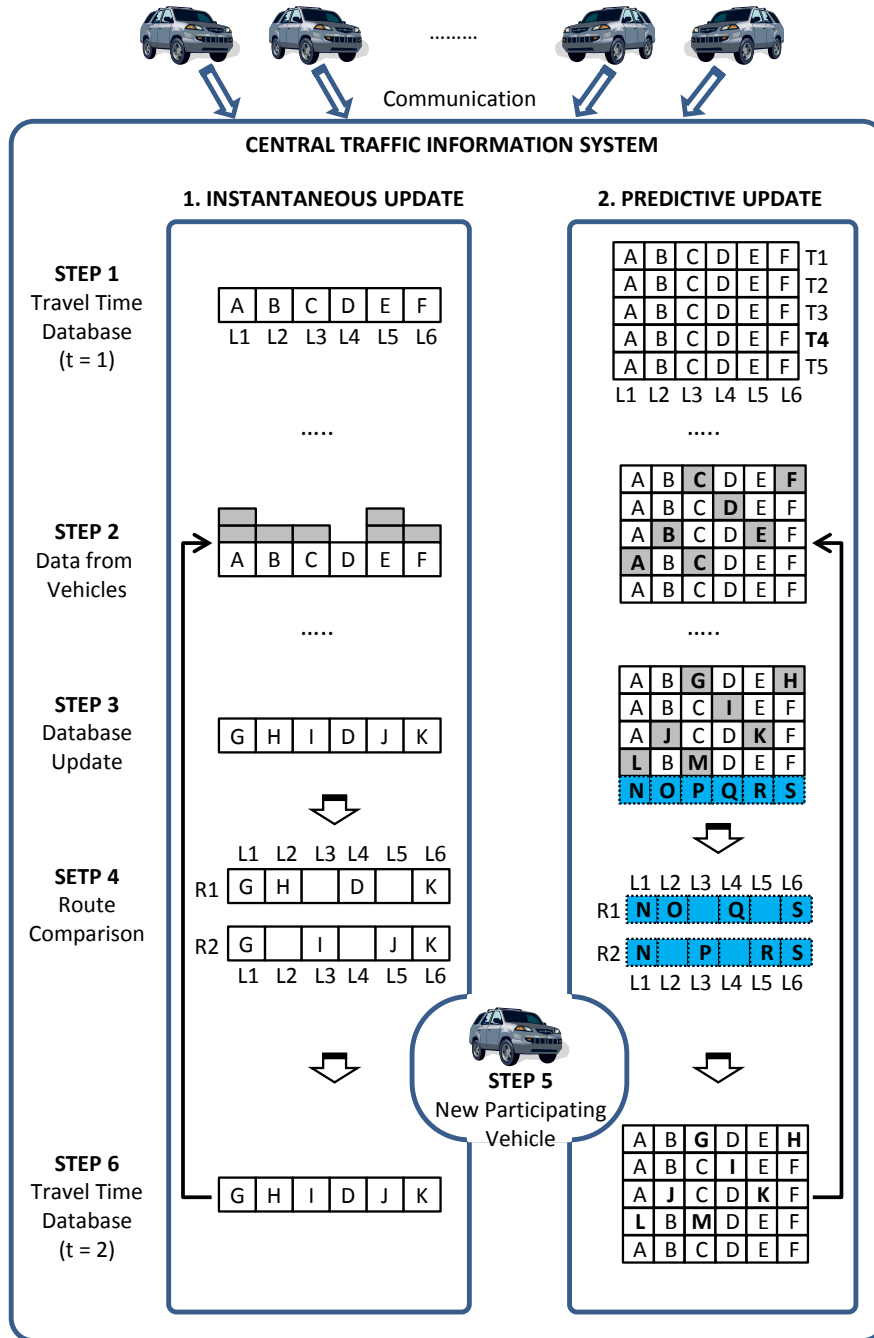 ………
Communication
CENTRAL TRAFFIC INFORMATION SYSTEM
1. INSTANTANEOUS UPDATE
2. PREDICTIVE UPDATE
STEP 1
Travel Time
Database
(t = 1)
A B C D E F
L1 L2 L3 L4 L5 L6
…..
A B C D E F T1
A B C D E F T2
A B C D E F T3
A B C D E F T4
A B C D E F T5
L1 L2 L3 L4 L5 L6
…..
STEP 2
Data from
Vehicles
A B C D E F
…..
A B C D E F
A B C D E F
A B C D E F
A B C D E F
A B C D E F
…..
STEP 3
Database
Update
G H I D J K
A B G D E H
A B C I E F
A J C D K F
L B M D E F
N O P Q R S
SETP 4
Route
Comparison
L1 L2 L3 L4 L5 L6
R1 G H D K
R2 G I J K
L1 L2 L3 L4 L5 L6
L1 L2 L3 L4 L5 L6
R1 N O Q S
R2 N P R S
L1 L2 L3 L4 L5 L6
STEP 5
New Participating
Vehicle
STEP 6
Travel Time
Database
(t = 2)
G H I D J K
A B G D E H
A B C I E F
A J C D K F
L B M D E F
A B C D E F